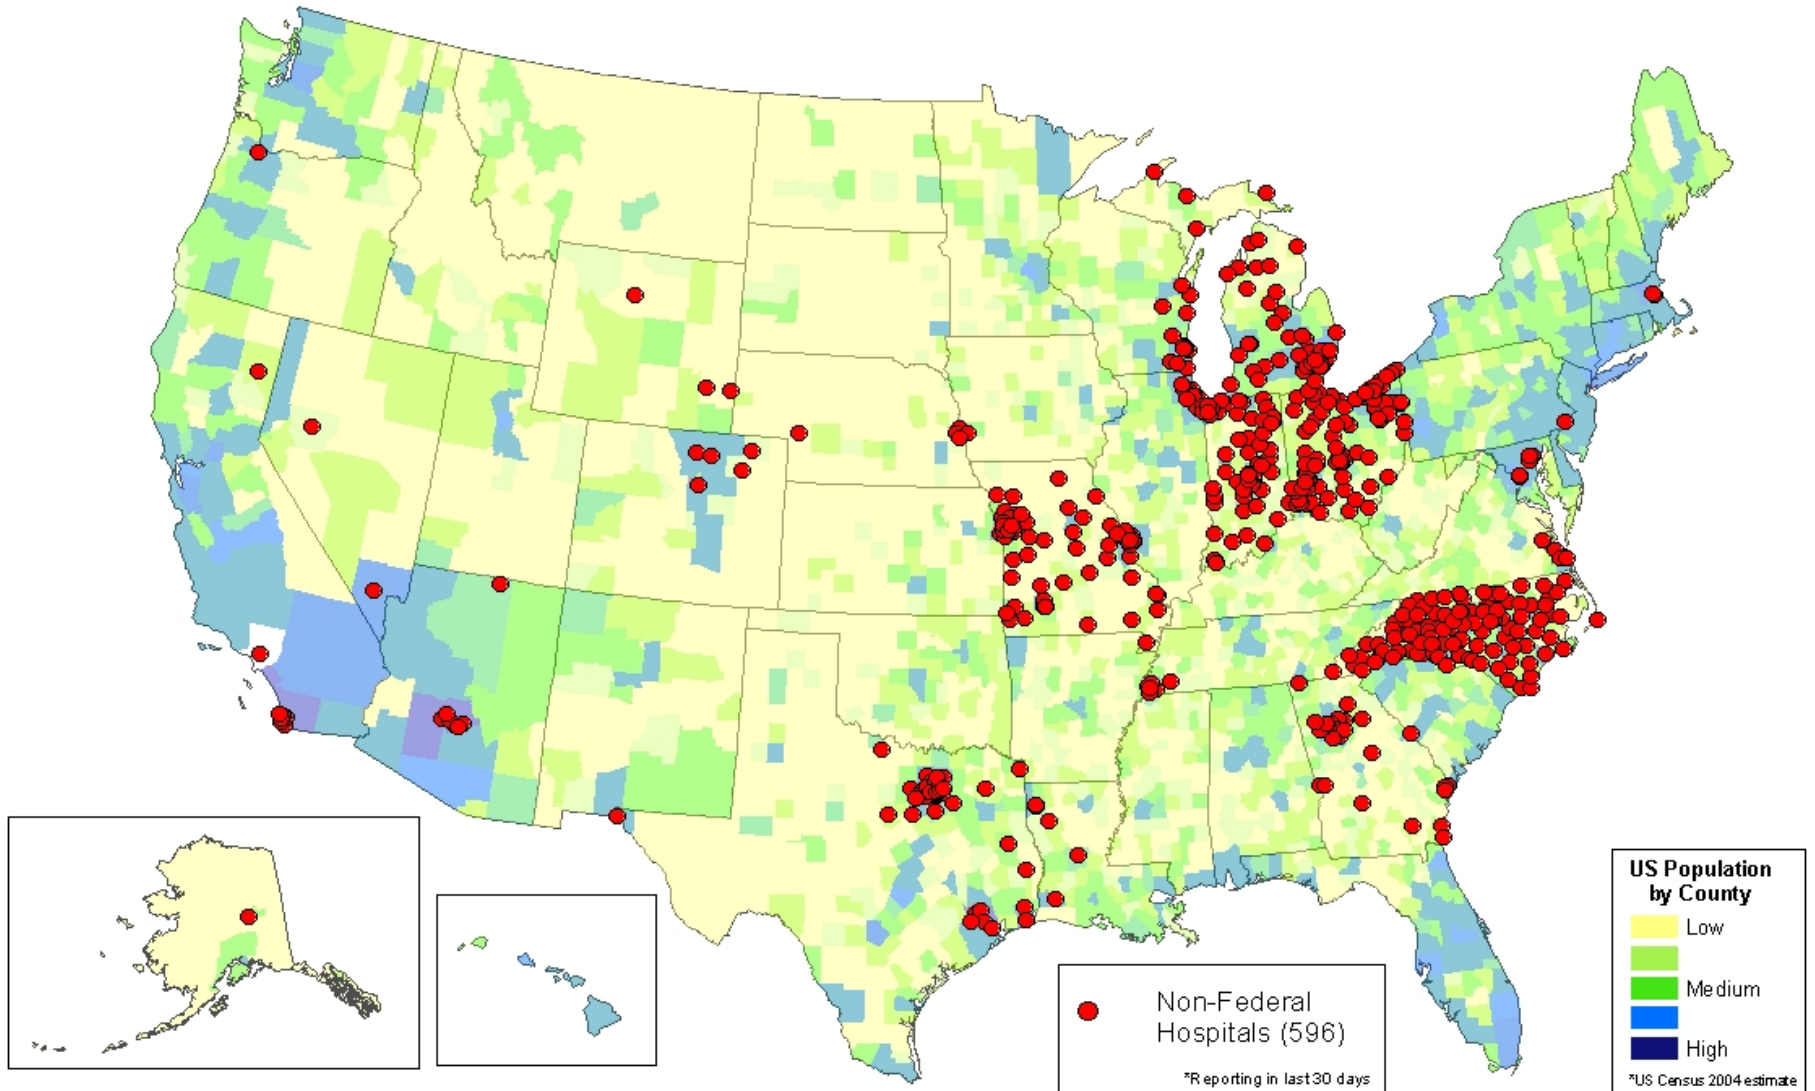 US Population
by County
Low
Medium
High
*US Census 2004 estimate
Non-Federal
Hospitals (596)
*Reporting in last 30 days